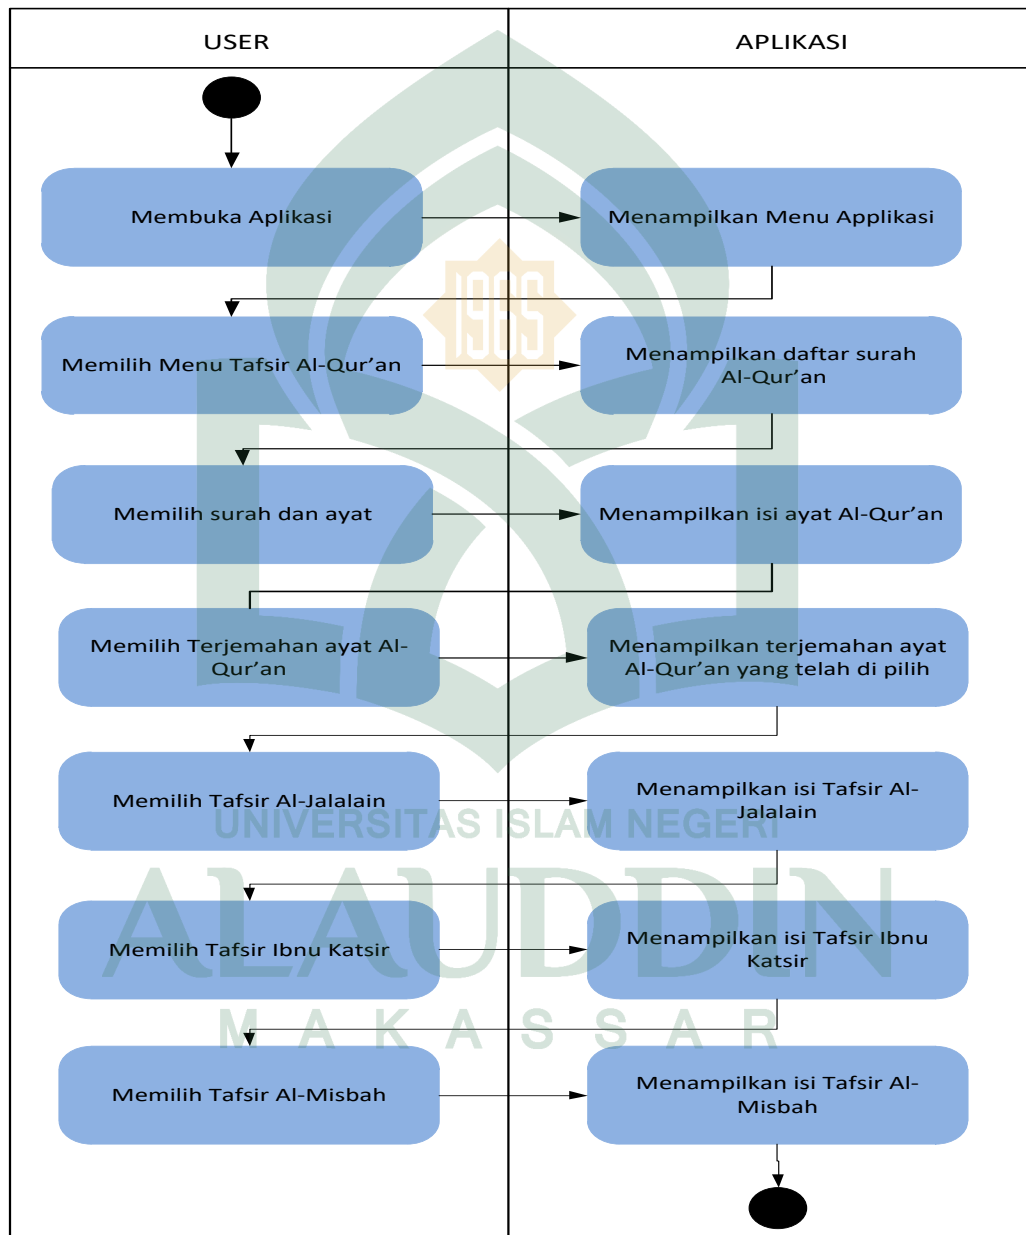 USER
APLIKASI
Membuka Aplikasi
Menampilkan Menu Applikasi
1965
Memilih Menu Tafsir Al-Qur’an
Menampilkan daftar surah
Al-Qur’an
Memilih surah dan ayat
Menampilkan isi ayat Al-Qur’an
Memilih Terjemahan ayat Al-
Qur’an
Menampilkan terjemahan ayat
Al-Qur’an yang telah di pilih
Memilih Tafsir Al-Jalalain
Menampilkan isi Tafsir Al-
Jalalain
UNIVERSITAS ISLAM NEGERI
ALAUDDIN
Memilih Tafsir Ibnu Katsir
Menampilkan isi Tafsir Ibnu
Katsir
MAKASSAR
Memilih Tafsir Al-Misbah
Menampilkan isi Tafsir Al-
Misbah